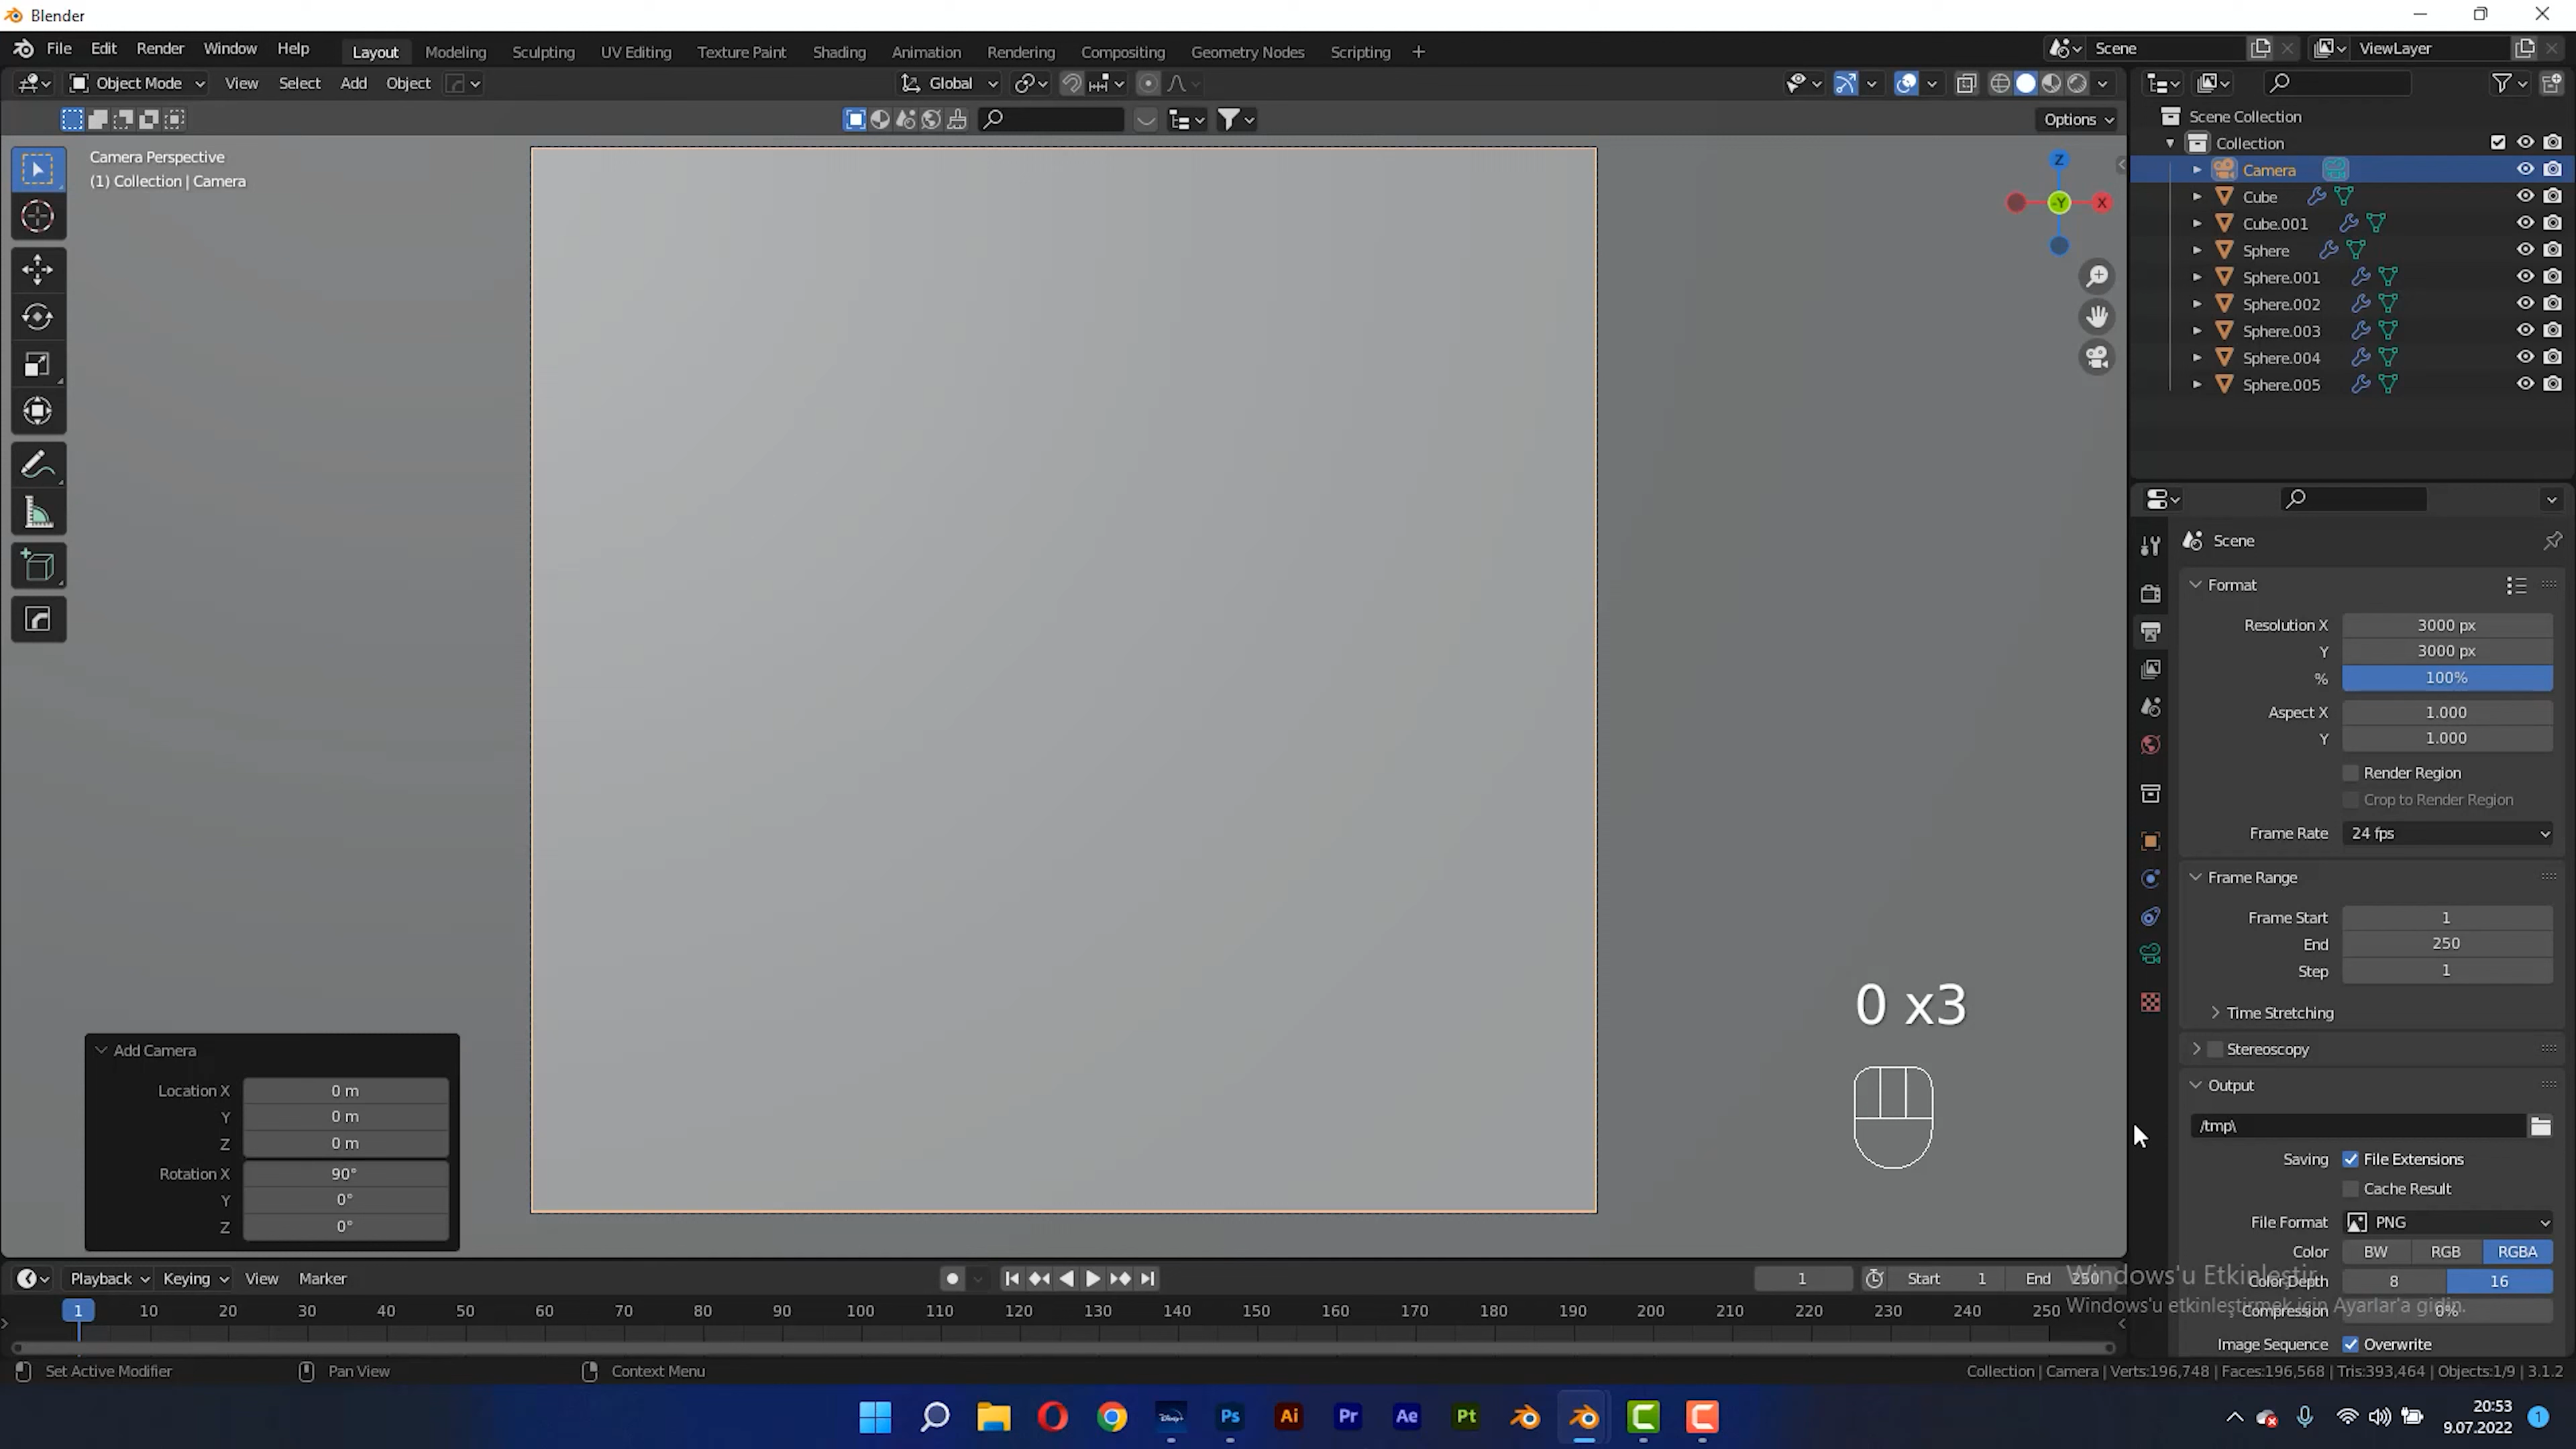 Blender
File Edit Render Window Help Layout Modeling Sculpting UV Editing Texture Paint Shading Animation Rendering Compositing Geometry Nodes Scripting + Scene ViewLayer
Object Mode View Select Add Object Global
Options
Camera Perspective
(1) Collection | Camera
Z
-Y
X
Scene Collection
Collection
Camera
Cube
Cube.001
Sphere
Sphere.001
Sphere.002
Sphere.003
Sphere.004
Sphere.005
Scene
Format
Resolution X 3000 px
Y 3000 px
% 100%
Aspect X 1.000
Y 1.000
Render Region
Crop to Render Region
Frame Rate 24 fps
Frame Range
Frame Start 1
End 250
Step 1
Time Stretching
Stereoscopy
Output
/tmp\
Saving File Extensions
Cache Result
File Format PNG
Color BW RGB RGBA
Color Depth 8 16
Compression 0%
Image Sequence Overwrite
0 x3
Add Camera
Location X 0 m
Y 0 m
Z 0 m
Rotation X 90°
Y 0°
Z 0°
Windows'u Etkinleştir
Windows'u etkinleştirmek için Ayarlar'a gidin.
Playback Keying View Marker 1 Start 1 End 250
1 10 20 30 40 50 60 70 80 90 100 110 120 130 140 150 160 170 180 190 200 210 220 230 240 250
Set Active Modifier Pan View Context Menu Collection | Camera | Verts:196,748 | Faces:196,568 | Tris:393,464 | Objects:1/9 | 3.1.2
Disney+ Ps Ai Pr Ae Pt C C
20:53
9.07.2022
1